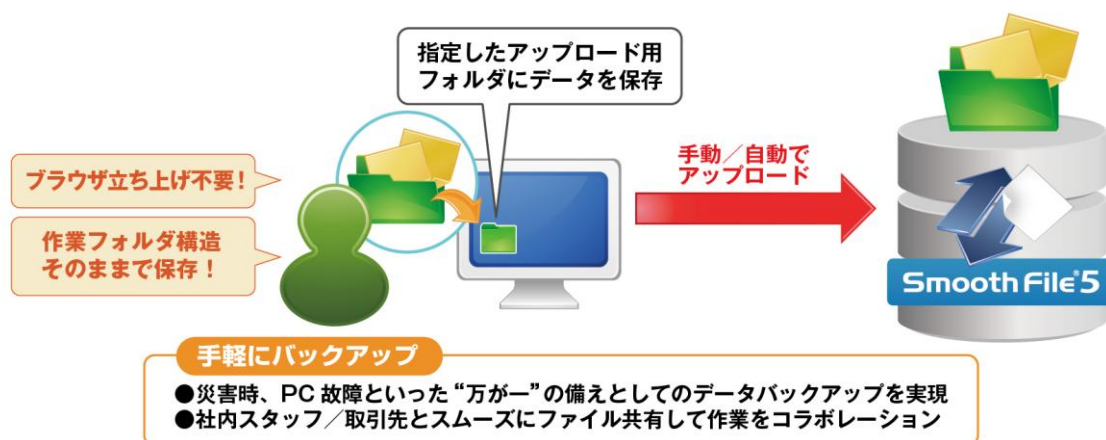 指定したアップロード用
フォルダにデータを保存
ブラウザ立ち上げ不要！
作業フォルダ構造
そのままで保存！
手動／自動で
アップロード
Smooth File®5
手軽にバックアップ
●災害時、PC故障といった“万が一”の備えとしてのデータバックアップを実現
●社内スタッフ／取引先とスムーズにファイル共有して作業をコラボレーション